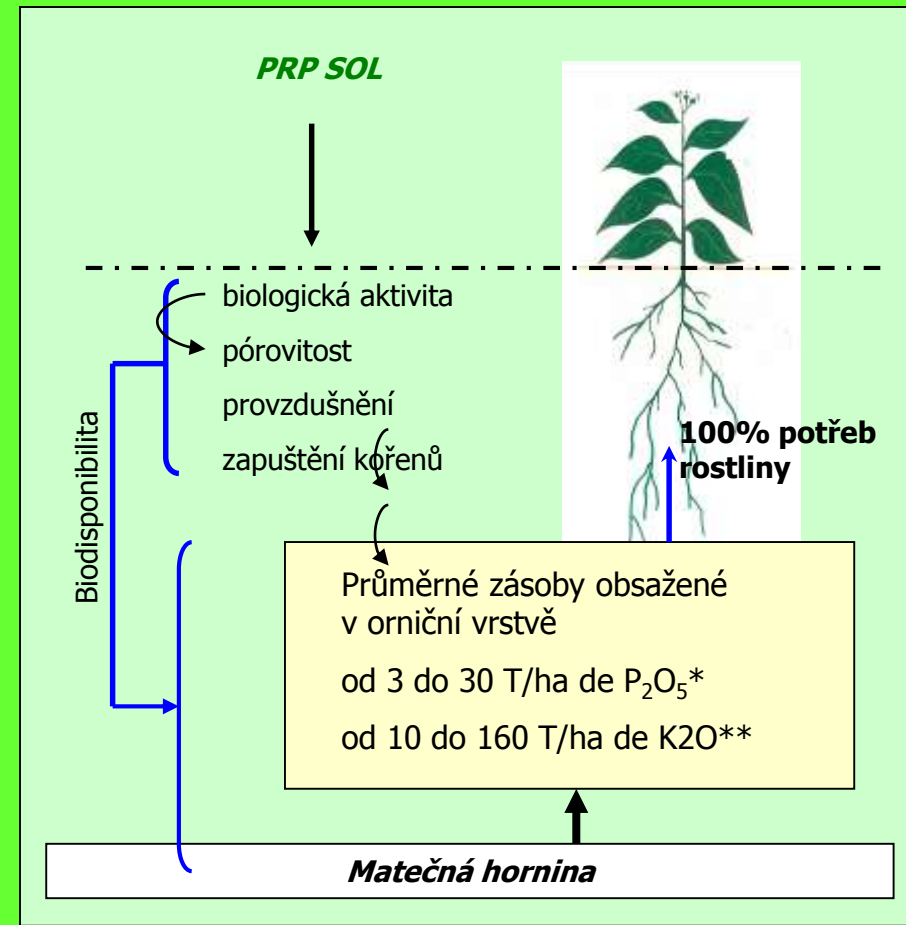 PRP SOL
biologická aktivita
pórovitost
provzdušnění
zapuštění kořenů
Biodisponibilita
100% potřeb
rostliny
Průměrné zásoby obsažené
v orniční vrstvě
od 3 do 30 T/ha de P₂O₅*
od 10 do 160 T/ha de K2O**
Matečná hornina